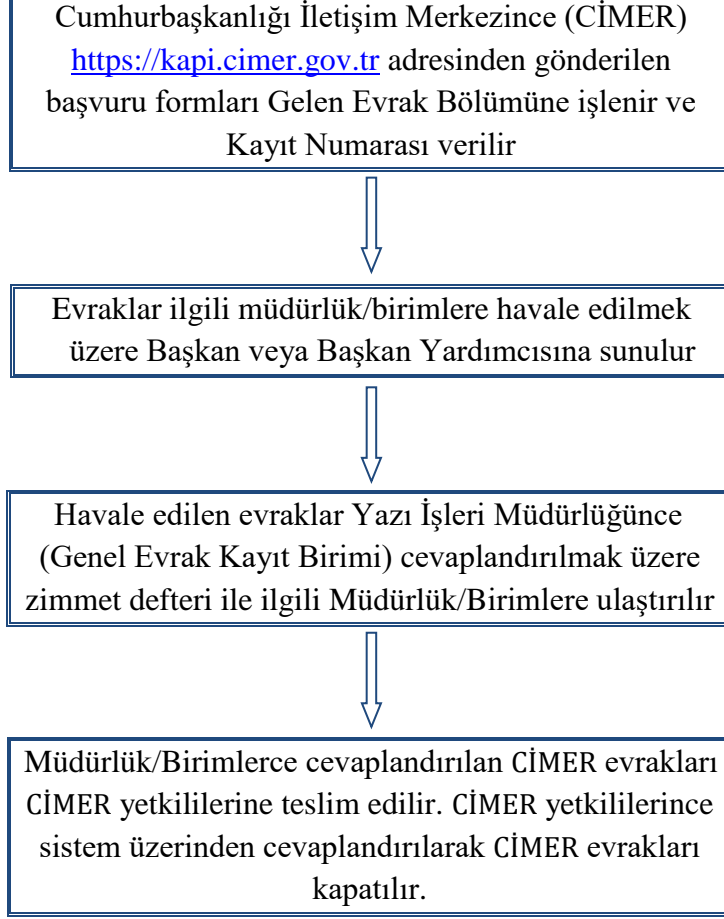 Cumhurbaşkanlığı İletişim Merkezince (CİMER)
https://kapi.cimer.gov.tr adresinden gönderilen
başvuru formları Gelen Evrak Bölümüne işlenir ve
Kayıt Numarası verilir
Evraklar ilgili müdürlük/birimlere havale edilmek
üzere Başkan veya Başkan Yardımcısına sunulur
Havale edilen evraklar Yazı İşleri Müdürlüğünce
(Genel Evrak Kayıt Birimi) cevaplandırılmak üzere
zimmet defteri ile ilgili Müdürlük/Birimlere ulaştırılır
Müdürlük/Birimlerce cevaplandırılan CİMER evrakları
CİMER yetkililerine teslim edilir. CİMER yetkililerince
sistem üzerinden cevaplandırılarak CİMER evrakları
kapatılır.